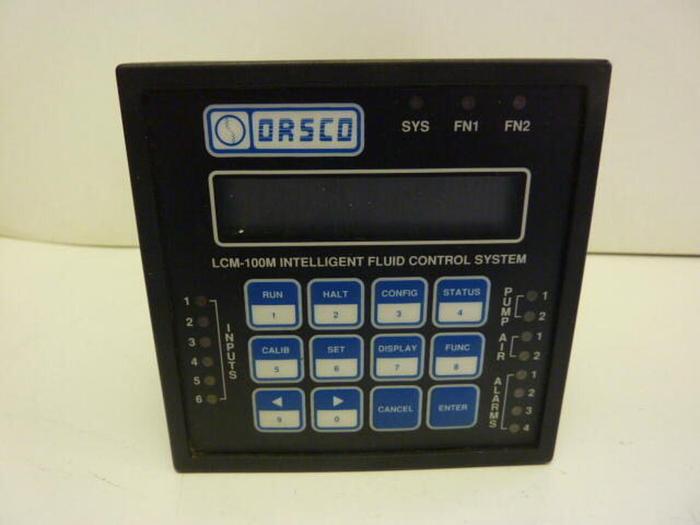 ORSCO
SYS FN1 FN2
LCM-100M INTELLIGENT FLUID CONTROL SYSTEM
RUN HALT CONFIG STATUS
1 2 3 4
CALIB SET DISPLAY FUNC
5 6 7 8
◀ ▶ CANCEL ENTER
9 0
1
2
3
4
5
6
INPUTS
PUMP
1
2
AIR
1
2
ALARMS
1
2
3
4